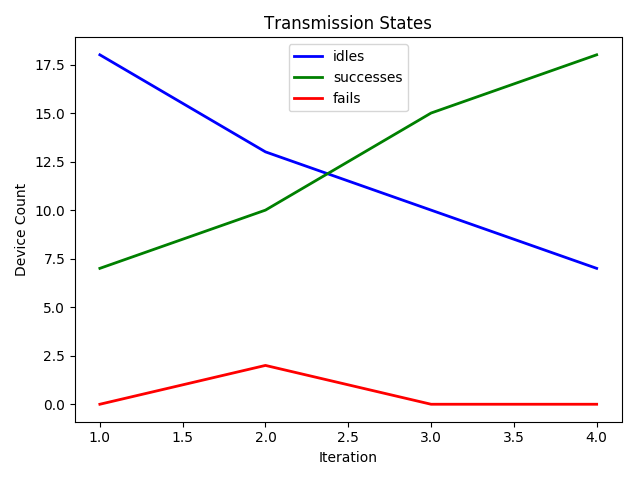 Transmission States
idles
successes
fails
Device Count
17.5
15.0
12.5
10.0
7.5
5.0
2.5
0.0
1.0 1.5 2.0 2.5 3.0 3.5 4.0
Iteration